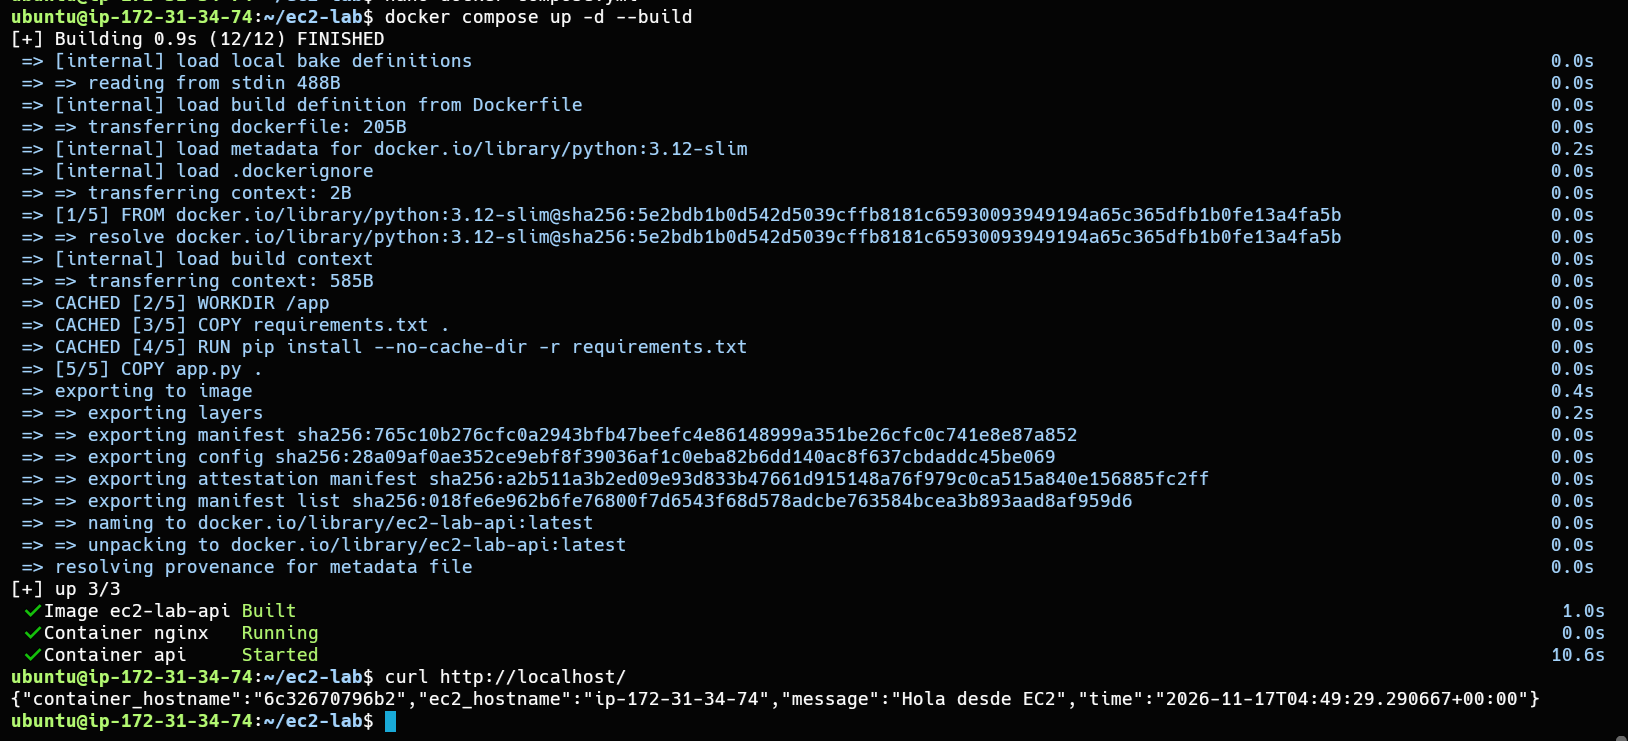 ubuntu@ip-172-31-34-74:~/ec2-lab$ docker compose up -d --build
[+] Building 0.9s (12/12) FINISHED
=> [internal] load local bake definitions 0.0s
=> => reading from stdin 488B 0.0s
=> [internal] load build definition from Dockerfile 0.0s
=> => transferring dockerfile: 205B 0.0s
=> [internal] load metadata for docker.io/library/python:3.12-slim 0.2s
=> [internal] load .dockerignore 0.0s
=> => transferring context: 2B 0.0s
=> [1/5] FROM docker.io/library/python:3.12-slim@sha256:5e2bdb1b0d542d5039cffb8181c65930093949194a65c365dfb1b0fe13a4fa5b 0.0s
=> => resolve docker.io/library/python:3.12-slim@sha256:5e2bdb1b0d542d5039cffb8181c65930093949194a65c365dfb1b0fe13a4fa5b 0.0s
=> [internal] load build context 0.0s
=> => transferring context: 585B 0.0s
=> CACHED [2/5] WORKDIR /app 0.0s
=> CACHED [3/5] COPY requirements.txt . 0.0s
=> CACHED [4/5] RUN pip install --no-cache-dir -r requirements.txt 0.0s
=> [5/5] COPY app.py . 0.0s
=> exporting to image 0.4s
=> => exporting layers 0.2s
=> => exporting manifest sha256:765c10b276cfc0a2943bfb47beefc4e86148999a351be26cfc0c741e8e87a852 0.0s
=> => exporting config sha256:28a09af0ae352ce9ebf8f39036af1c0eba82b6dd140ac8f637cbdaddc45be069 0.0s
=> => exporting attestation manifest sha256:a2b511a3b2ed09e93d833b47661d915148a76f979c0ca515a840e156885fc2ff 0.0s
=> => exporting manifest list sha256:018fe6e962b6fe76800f7d6543f68d578adcbe763584bcea3b893aad8af959d6 0.0s
=> => naming to docker.io/library/ec2-lab-api:latest 0.0s
=> => unpacking to docker.io/library/ec2-lab-api:latest 0.0s
=> resolving provenance for metadata file 0.0s
[+] up 3/3
✓Image ec2-lab-api Built 1.0s
✓Container nginx Running 0.0s
✓Container api Started 10.6s
ubuntu@ip-172-31-34-74:~/ec2-lab$ curl http://localhost/
{"container_hostname":"6c32670796b2","ec2_hostname":"ip-172-31-34-74","message":"Hola desde EC2","time":"2026-11-17T04:49:29.290667+00:00"}
ubuntu@ip-172-31-34-74:~/ec2-lab$